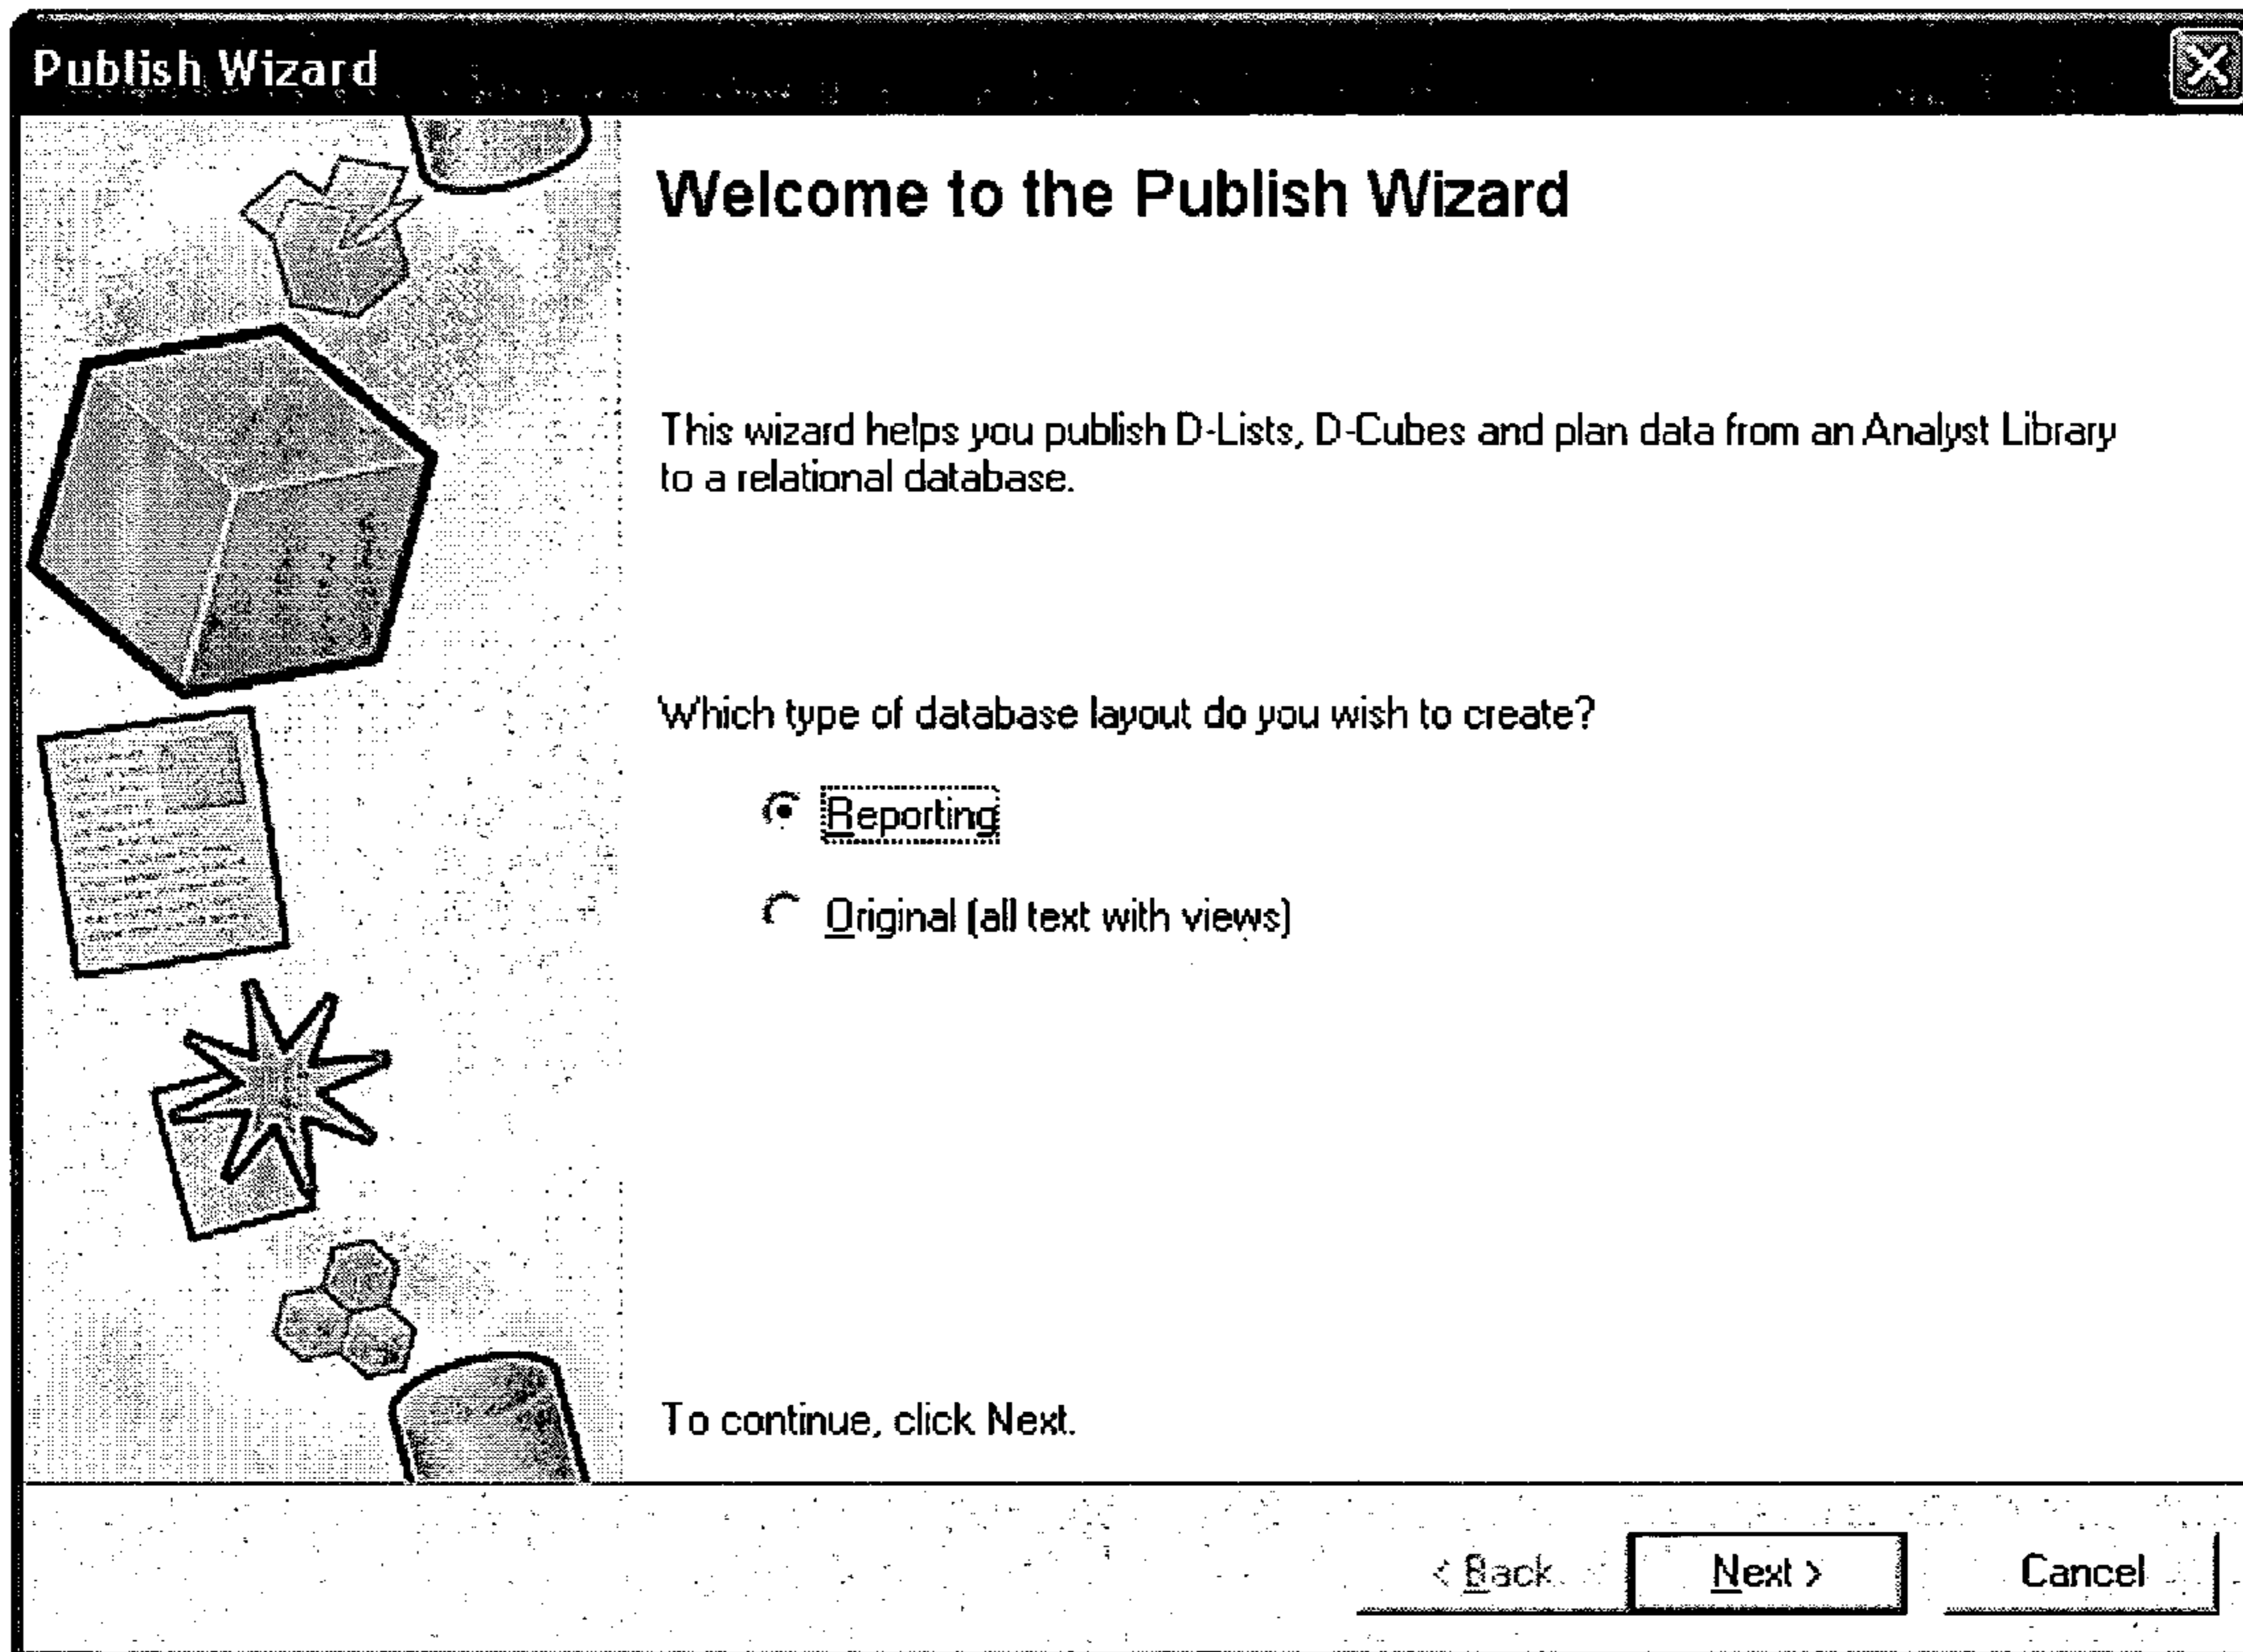 Publish Wizard
Welcome to the Publish Wizard
This wizard helps you publish D-Lists, D-Cubes and plan data from an Analyst Library
to a relational database.
Which type of database layout do you wish to create?
Reporting
Original (all text with views)
To continue, click Next.
< Back
Next >
Cancel